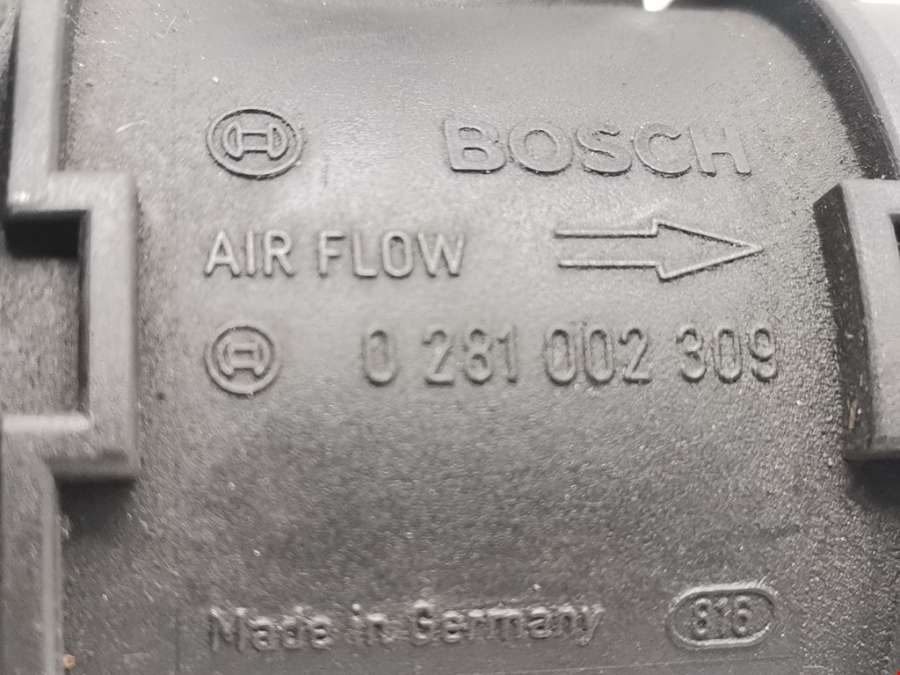 BOSCH
AIR FLOW
0 281 002 309
Made in Germany 816